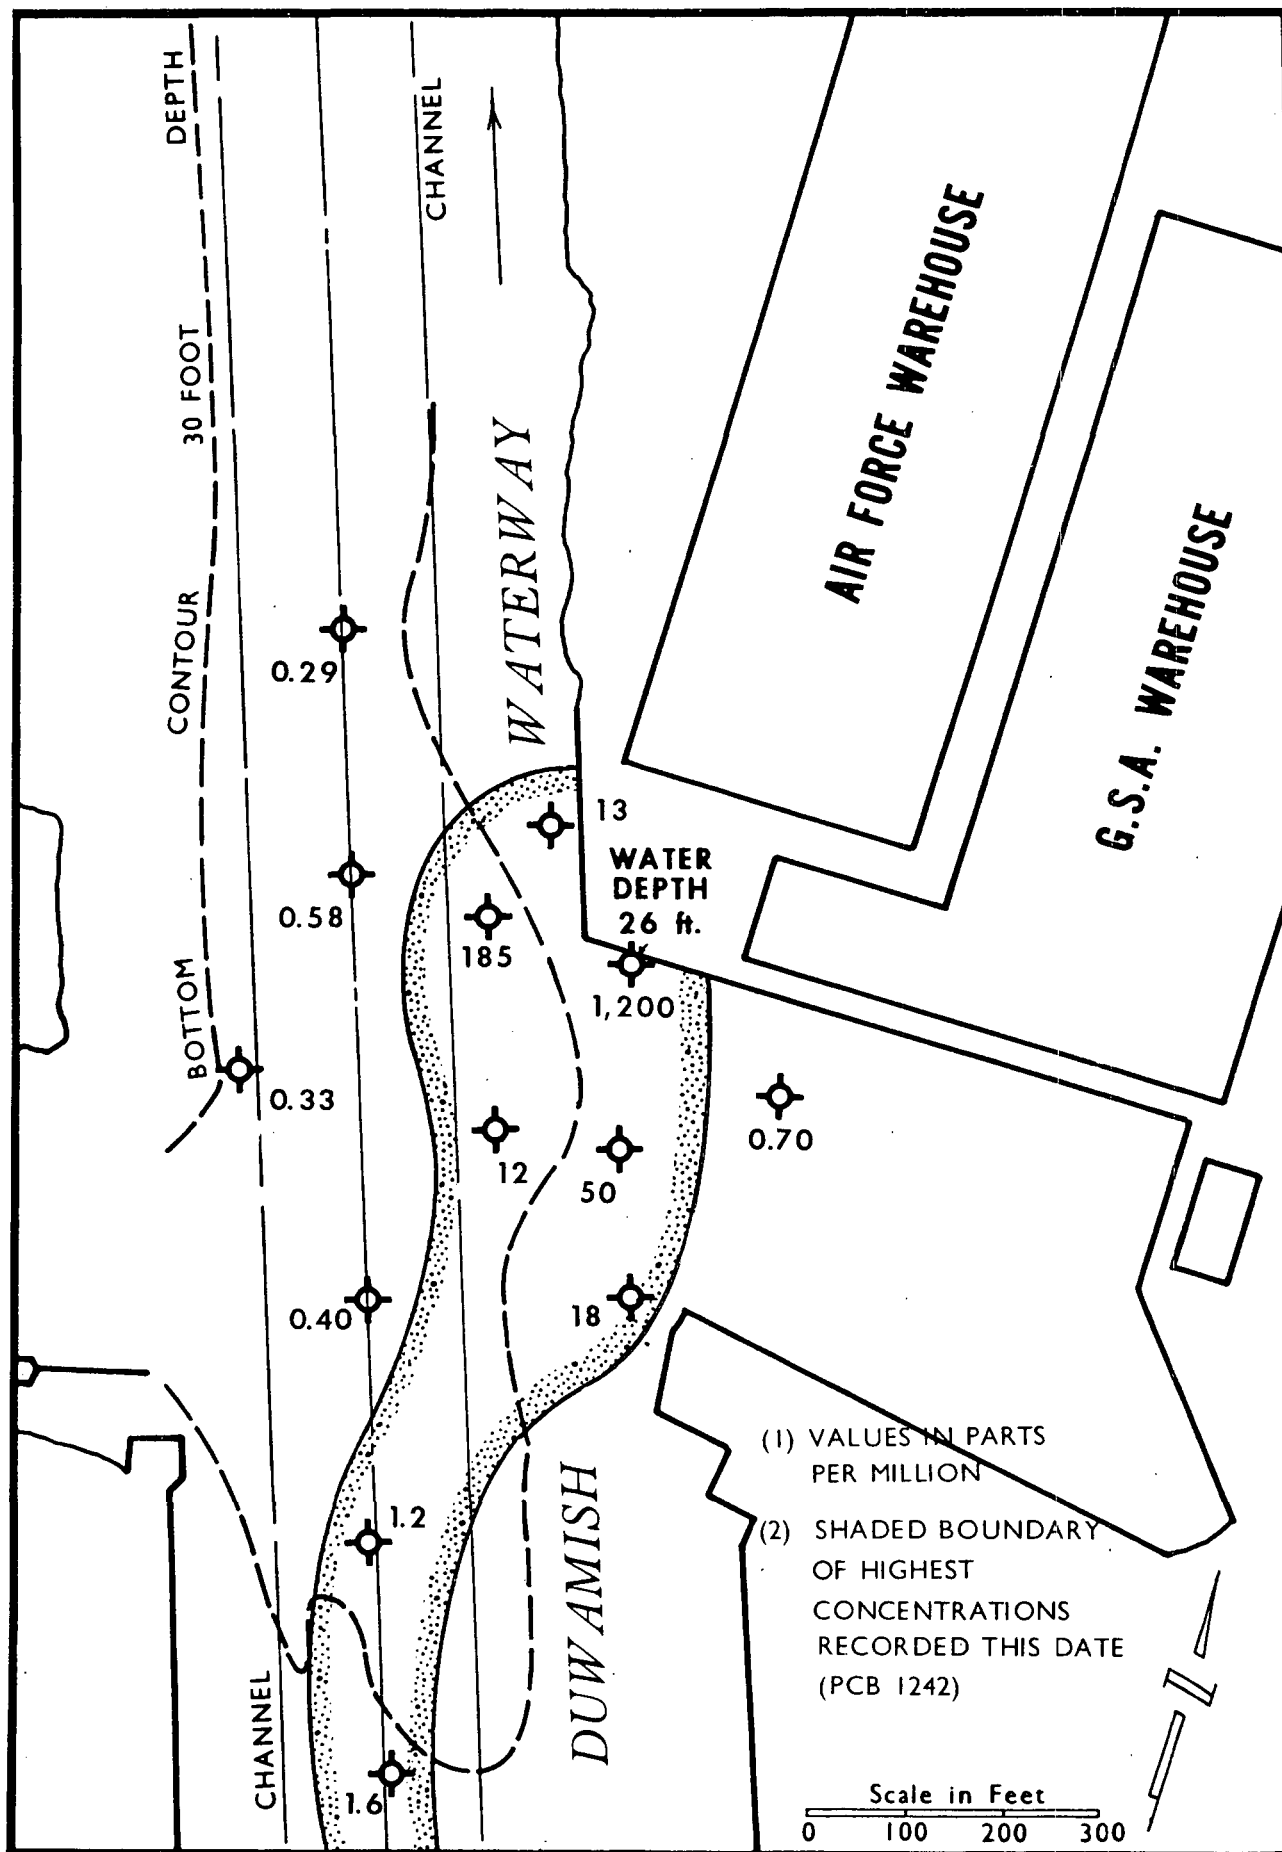 DEPTH
30 FOOT
CONTOUR
BOTTOM
CHANNEL
CHANNEL
WATERWAY
DUWAMISH
AIR FORCE WAREHOUSE
G.S.A. WAREHOUSE
0.29
13
WATER
DEPTH
26 ft.
0.58
185
1,200
0.33
0.70
12
50
0.40
18
1.2
1.6
(1) VALUES IN PARTS
PER MILLION
(2) SHADED BOUNDARY
OF HIGHEST
CONCENTRATIONS
RECORDED THIS DATE
(PCB 1242)
N
Scale in Feet
0 100 200 300